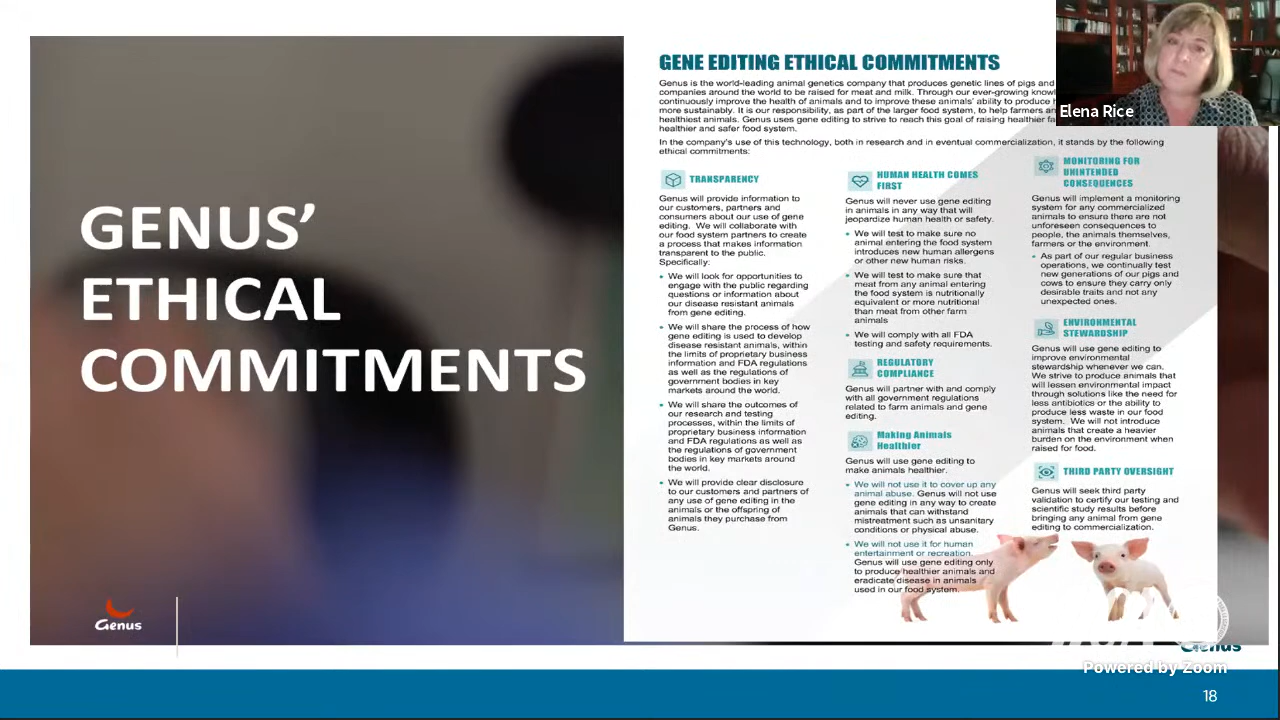 GENUS’
ETHICAL
COMMITMENTS
Genus
GENE EDITING ETHICAL COMMITMENTS
Genus is the world-leading animal genetics company that produces genetic lines of pigs and
companies around the world to be raised for meat and milk. Through our ever-growing
continuously improve the health of animals and to improve these animals’ ability to produce
more sustainably. It is our responsibility, as part of the larger food system, to help farmers
healthiest animals. Genus uses gene editing to strive to reach this goal of raising healthier
healthier and safer food system.
In the company’s use of this technology, both in research and in eventual commercialization, it stands by the following
ethical commitments:
TRANSPARENCY
Genus will provide information to
our customers, partners and
consumers about our use of gene
editing. We will collaborate with
our food system partners to create
a process that makes information
transparent to the public.
Specifically:
• We will look for opportunities to
engage with the public regarding
questions or information about
our disease resistant animals
from gene editing.
• We will share the process of how
gene editing is used to develop
disease resistant animals, within
the limits of proprietary business
information and FDA regulations
as well as the regulations of
government bodies in key
markets around the world.
• We will share the outcomes of
our research and testing
processes, within the limits of
proprietary business information
and FDA regulations as well as
the regulations of government
bodies in key markets around
the world.
• We will provide clear disclosure
to our customers and partners of
any use of gene editing in the
animals or the offspring of
animals they purchase from
Genus.
HUMAN HEALTH COMES
FIRST
Genus will never use gene editing
in animals in any way that will
jeopardize human health or safety.
• We will test to make sure no
animal entering the food system
introduces new human allergens
or other new human risks.
• We will test to make sure that
meat from any animal entering
the food system is nutritionally
equivalent or more nutritional
than meat from other farm
animals
• We will comply with all FDA
testing and safety requirements.
REGULATORY
COMPLIANCE
Genus will partner with and comply
with all government regulations
related to farm animals and gene
editing.
Making Animals
Healthier
Genus will use gene editing to
make animals healthier.
• We will not use it to cover up any
animal abuse. Genus will not use
gene editing in any way to create
animals that can withstand
mistreatment such as unsanitary
conditions or physical abuse.
• We will not use it for human
entertainment or recreation.
Genus will use gene editing only
to produce healthier animals and
eradicate disease in animals
used in our food system.
MONITORING FOR
UNINTENDED
CONSEQUENCES
Genus will implement a monitoring
system for any commercialized
animals to ensure there are not
unforeseen consequences to
people, the animals themselves,
farmers or the environment.
• As part of our regular business
operations, we continually test
new generations of our pigs and
cows to ensure they carry only
desirable traits and not any
unexpected ones.
ENVIRONMENTAL
STEWARDSHIP
Genus will use gene editing to
improve environmental
stewardship whenever we can.
We strive to produce animals that
will lessen environmental impact
through solutions like the need for
less antibiotics or the ability to
produce less waste in our food
system. We will not introduce
animals that create a heavier
burden on the environment when
raised for food.
THIRD PARTY OVERSIGHT
Genus will seek third party
validation to certify our testing and
scientific study results before
bringing any animal from gene
editing to commercialization.
Elena Rice
Genus
Powered by Zoom
18